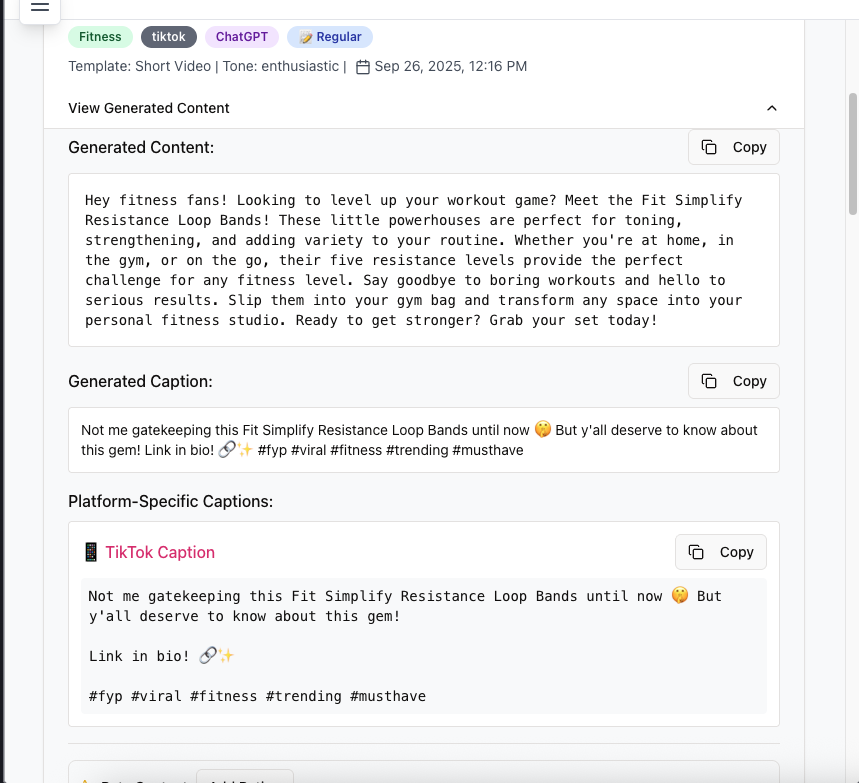 Fitness tiktok ChatGPT 📝 Regular
Template: Short Video | Tone: enthusiastic | Sep 26, 2025, 12:16 PM
View Generated Content
Generated Content:
Copy
Hey fitness fans! Looking to level up your workout game? Meet the Fit Simplify
Resistance Loop Bands! These little powerhouses are perfect for toning,
strengthening, and adding variety to your routine. Whether you're at home, in
the gym, or on the go, their five resistance levels provide the perfect
challenge for any fitness level. Say goodbye to boring workouts and hello to
serious results. Slip them into your gym bag and transform any space into your
personal fitness studio. Ready to get stronger? Grab your set today!
Generated Caption:
Copy
Not me gatekeeping this Fit Simplify Resistance Loop Bands until now 🤫 But y'all deserve to know about
this gem! Link in bio! 🔗✨ #fyp #viral #fitness #trending #musthave
Platform-Specific Captions:
📱 TikTok Caption
Copy
Not me gatekeeping this Fit Simplify Resistance Loop Bands until now 🤫 But
y'all deserve to know about this gem!
Link in bio! 🔗✨
#fyp #viral #fitness #trending #musthave